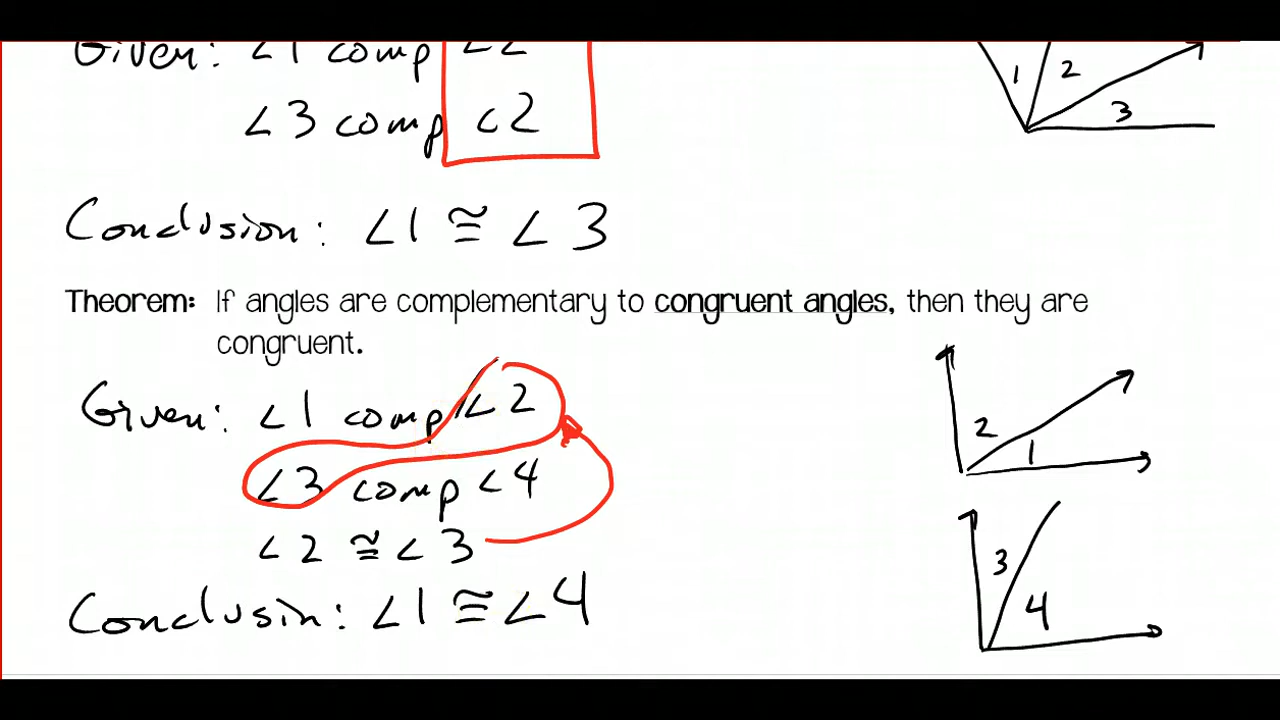 Given: ∠1 comp ∠2
∠3 comp ∠2
1 2
3
Conclusion: ∠1 ≅ ∠3
Theorem: If angles are complementary to congruent angles, then they are
congruent.
Given: ∠1 comp ∠2
∠3 comp ∠4
∠2 ≅ ∠3
Conclusin: ∠1 ≅ ∠4
2
1
3
4